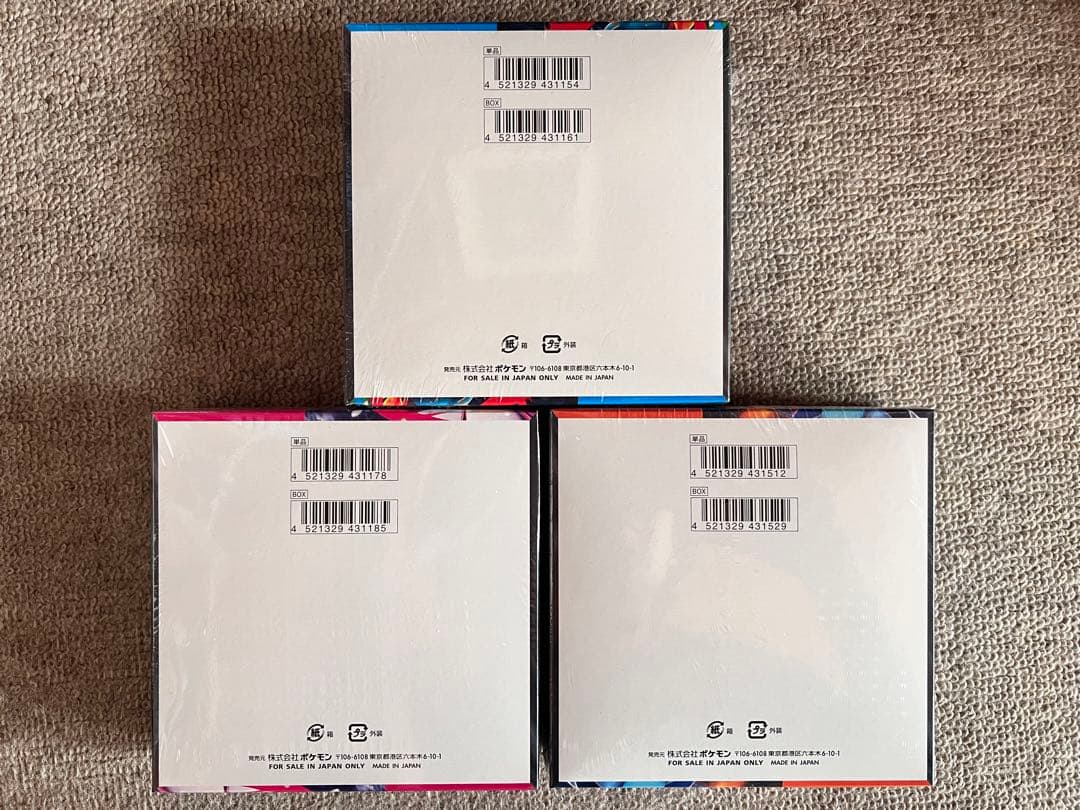 単品
4 521329 431154
BOX
4 521329 431161
紙 箱 プラ 外装
発売元 株式会社ポケモン 〒106-6108 東京都港区六本木6-10-1
FOR SALE IN JAPAN ONLY MADE IN JAPAN
単品
4 521329 431178
BOX
4 521329 431185
紙 箱 プラ 外装
発売元 株式会社ポケモン 〒106-6108 東京都港区六本木6-10-1
FOR SALE IN JAPAN ONLY MADE IN JAPAN
単品
4 521329 431512
BOX
4 521329 431529
紙 箱 プラ 外装
発売元 株式会社ポケモン 〒106-6108 東京都港区六本木6-10-1
FOR SALE IN JAPAN ONLY MADE IN JAPAN